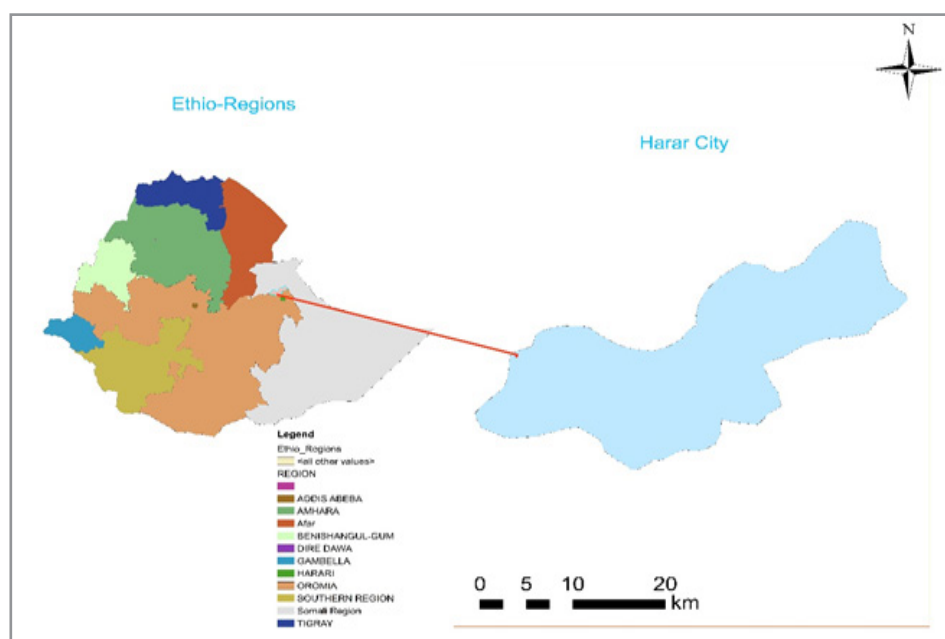 N
Ethio-Regions
Harar City
Legend
Ethio_Regions
<all other values>
REGION
ADDIS ABEBA
AMHARA
Afar
BENISHANGUL-GUM
DIRE DAWA
GAMBELLA
HARARI
OROMIA
SOUTHERN REGION
Somali Region
TIGRAY
0 5 10 20
km